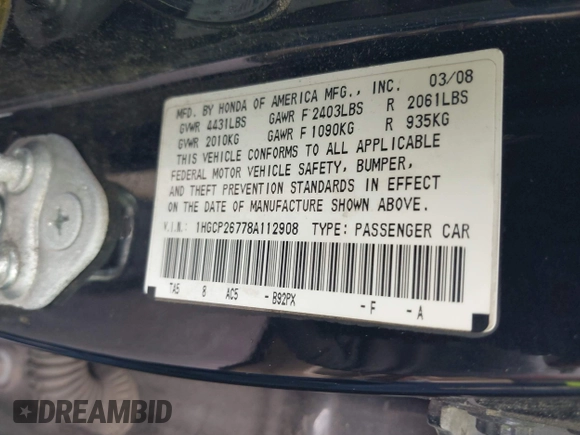 MFD. BY HONDA OF AMERICA MFG., INC. 03/08
GVWR 4431LBS GAWR F 2403LBS R 2061LBS
GVWR 2010KG GAWR F 1090KG R 935KG
THIS VEHICLE CONFORMS TO ALL APPLICABLE
FEDERAL MOTOR VEHICLE SAFETY, BUMPER,
AND THEFT PREVENTION STANDARDS IN EFFECT
ON THE DATE OF MANUFACTURE SHOWN ABOVE.
V.I.N.: 1HGCP26778A112908 TYPE: PASSENGER CAR
TA5 8 AC5 - B92PX -F -A
DREAMBID